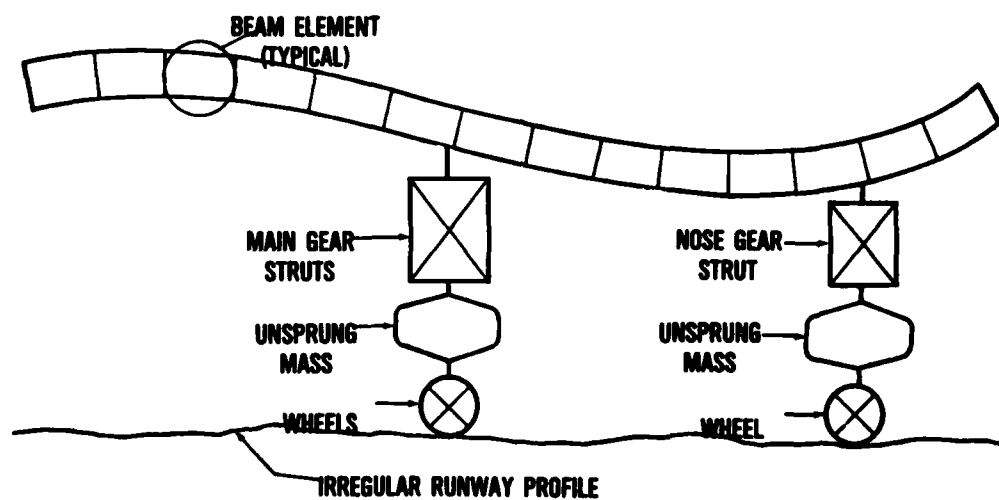 BEAM ELEMENT
(TYPICAL)
MAIN GEAR
STRUTS
NOSE GEAR
STRUT
UNSPRUNG
MASS
UNSPRUNG
MASS
WHEELS
WHEEL
IRREGULAR RUNWAY PROFILE